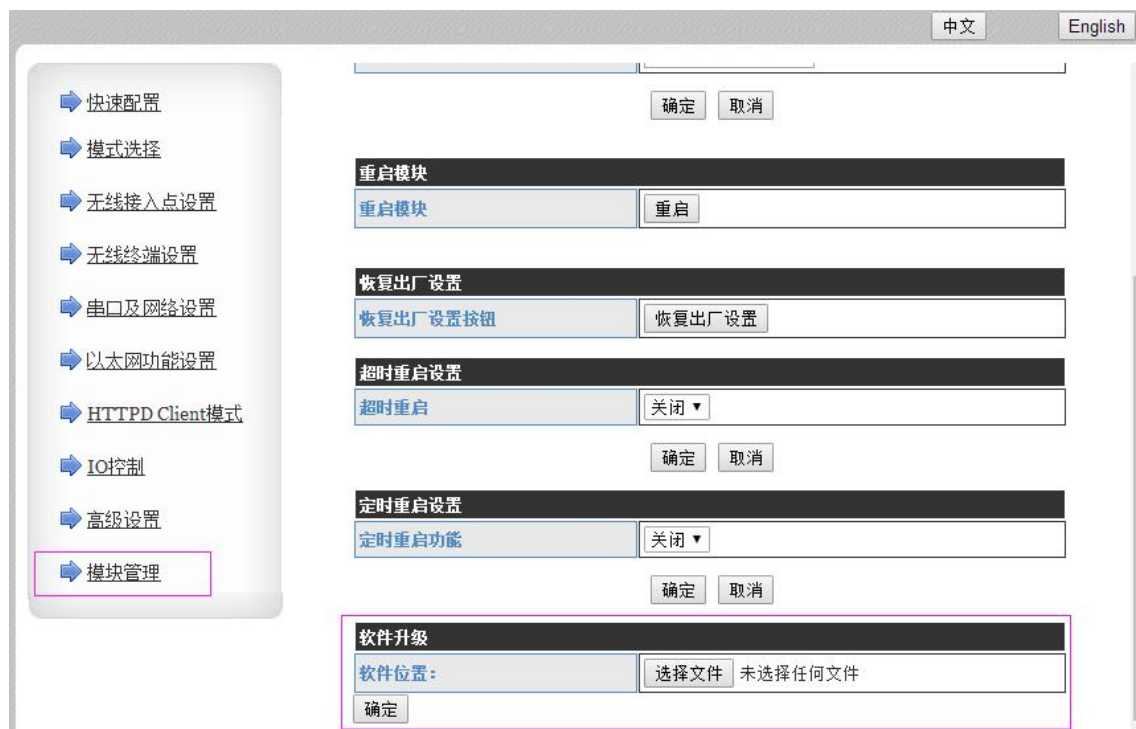 中文 English
快速配置
模式选择
无线接入点设置
无线终端设置
串口及网络设置
以太网功能设置
HTTPD Client模式
IO控制
高级设置
模块管理
确定 取消
重启模块
重启模块 重启
恢复出厂设置
恢复出厂设置按钮 恢复出厂设置
超时重启设置
超时重启 关闭
确定 取消
定时重启设置
定时重启功能 关闭
确定 取消
软件升级
软件位置： 选择文件 未选择任何文件
确定